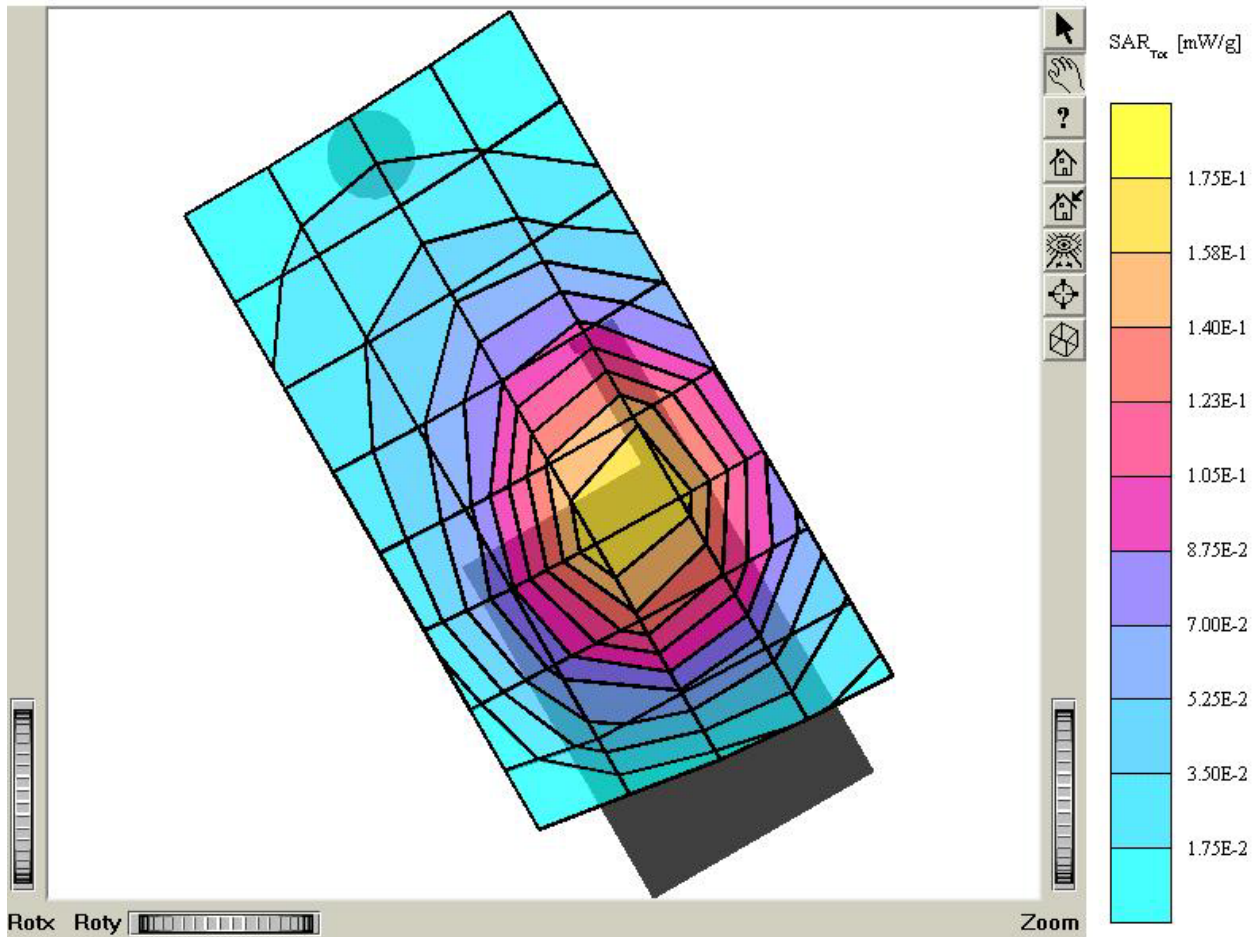 SAR_Tot [mW/g]
?
1.75E-1
1.58E-1
1.40E-1
1.23E-1
1.05E-1
8.75E-2
7.00E-2
5.25E-2
3.50E-2
1.75E-2
Rotx Roty Zoom